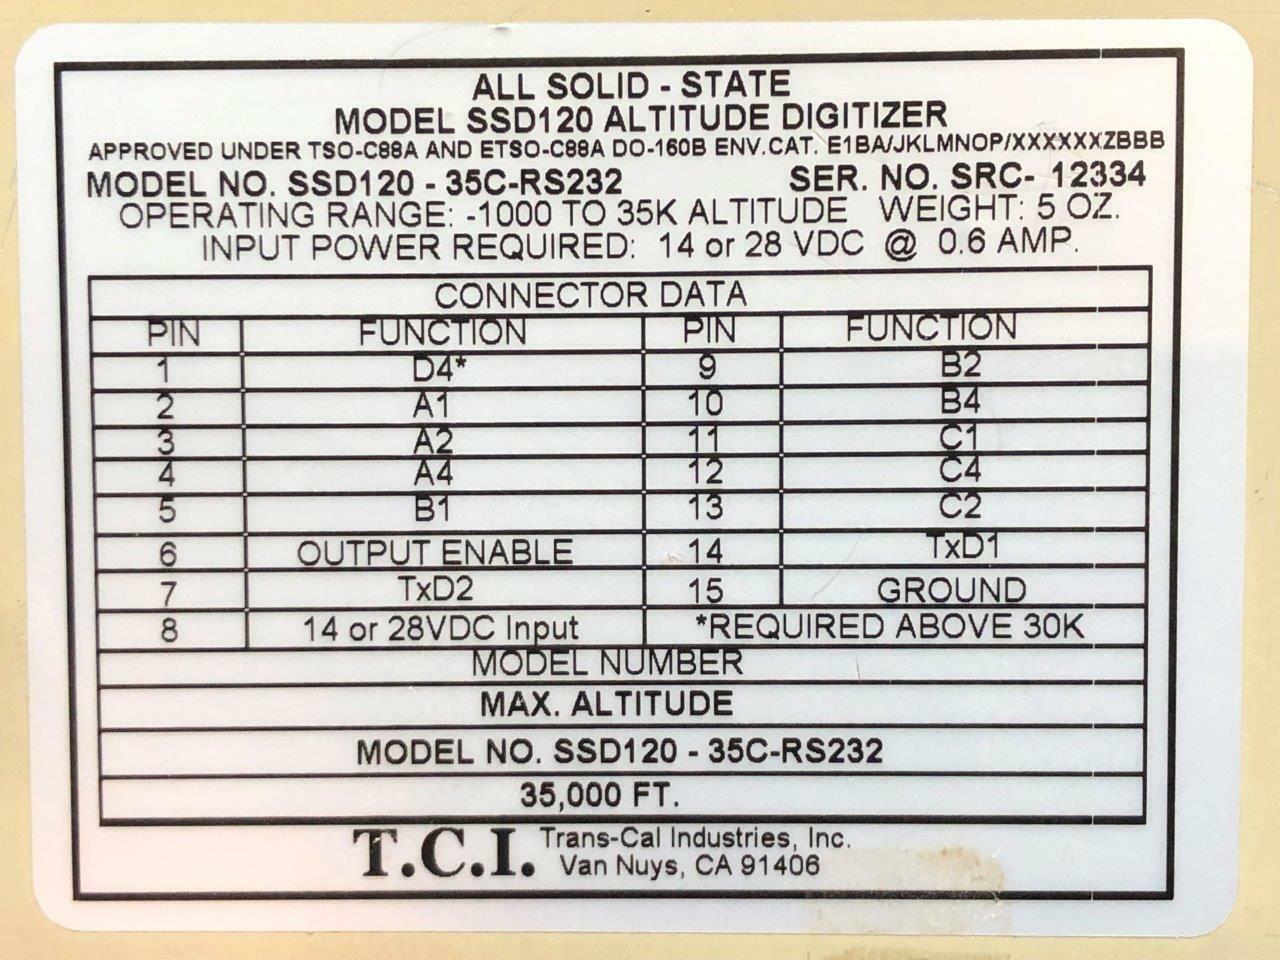 ALL SOLID - STATE
MODEL SSD120 ALTITUDE DIGITIZER
APPROVED UNDER TSO-C88A AND ETSO-C88A DO-160B ENV.CAT. E1BA/JKLMNOP/XXXXXXZBBB
MODEL NO. SSD120 - 35C-RS232 SER. NO. SRC- 12334
OPERATING RANGE: -1000 TO 35K ALTITUDE WEIGHT: 5 OZ.
INPUT POWER REQUIRED: 14 or 28 VDC @ 0.6 AMP.
CONNECTOR DATA
PIN FUNCTION PIN FUNCTION
1 D4* 9 B2
2 A1 10 B4
3 A2 11 C1
4 A4 12 C4
5 B1 13 C2
6 OUTPUT ENABLE 14 TxD1
7 TxD2 15 GROUND
8 14 or 28VDC Input *REQUIRED ABOVE 30K
MODEL NUMBER
MAX. ALTITUDE
MODEL NO. SSD120 - 35C-RS232
35,000 FT.
T.C.I. Trans-Cal Industries, Inc.
Van Nuys, CA 91406